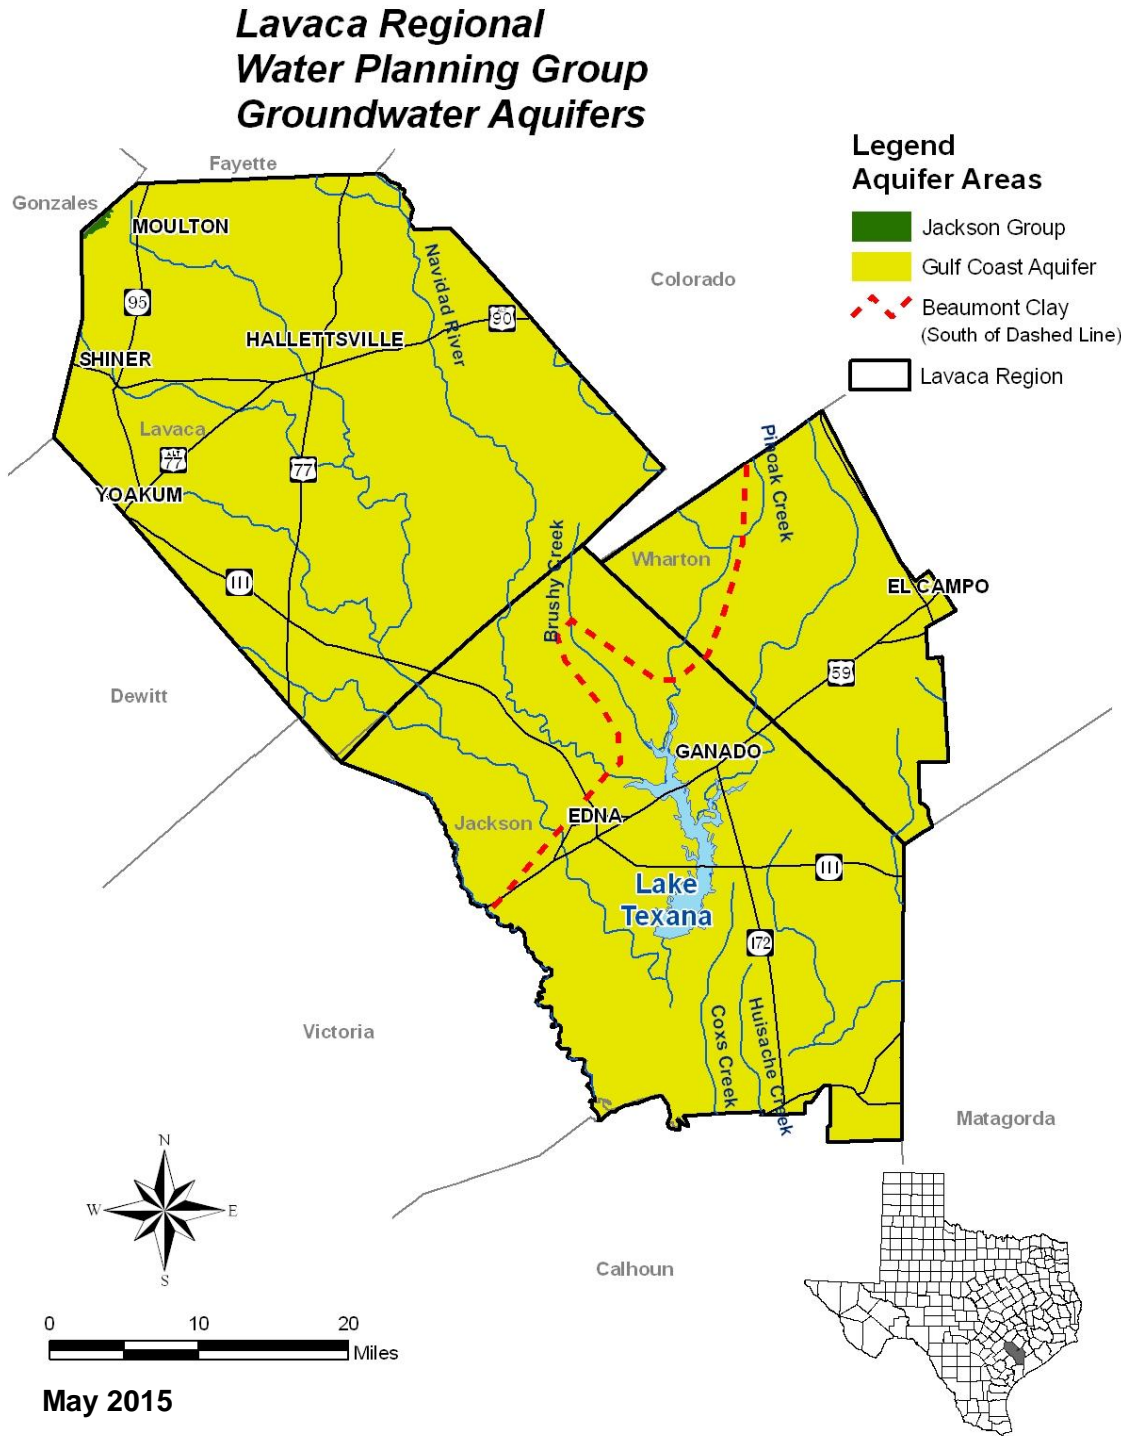 Lavaca Regional
Water Planning Group
Groundwater Aquifers
Legend
Aquifer Areas
Jackson Group
Gulf Coast Aquifer
Beaumont Clay
(South of Dashed Line)
Lavaca Region
Fayette
Gonzales
MOULTON
Colorado
Navidad River
95
90
HALLETTSVILLE
SHINER
Lavaca
ALT
77
77
YOAKUM
Pinoak Creek
Brushy Creek
Wharton
111
EL CAMPO
59
Dewitt
GANADO
Jackson
EDNA
111
Lake
Texana
172
Victoria
Coxs Creek
Huisache Creek
Matagorda
N
W
E
S
Calhoun
0
10
20
Miles
May 2015